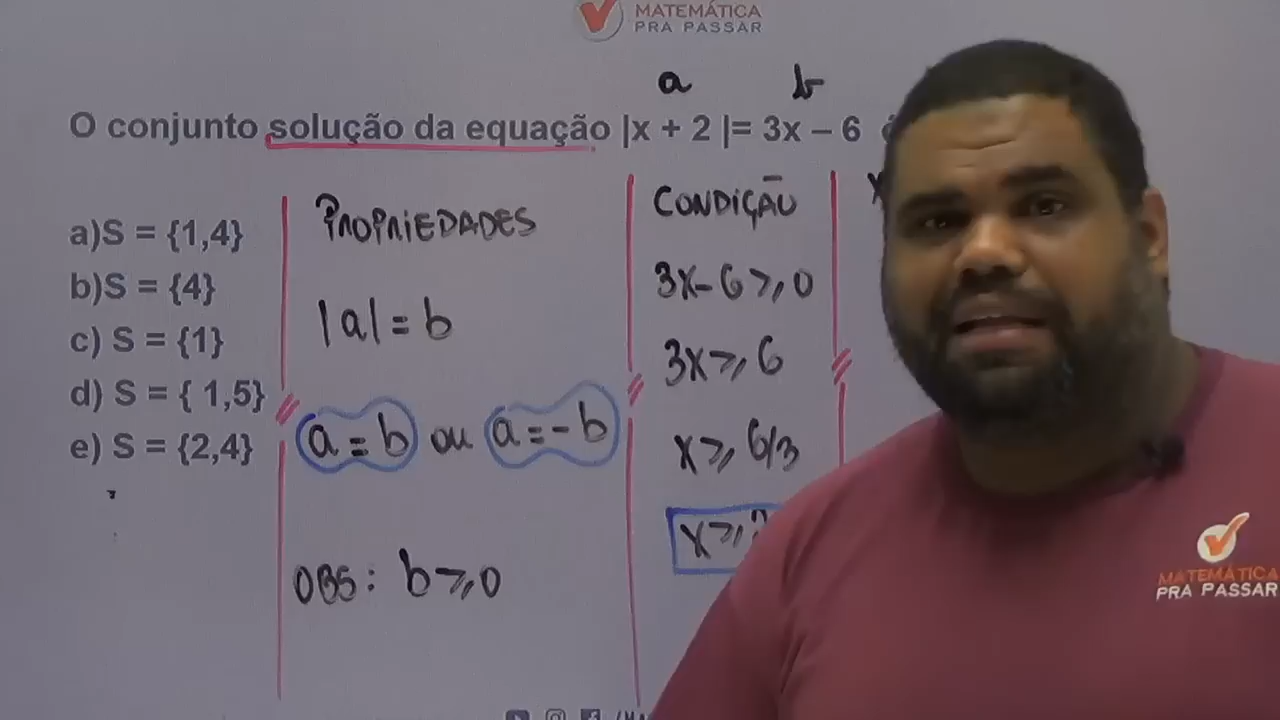 MATEMÁTICA
PRA PASSAR
a b
O conjunto solução da equação |x + 2 |= 3x – 6
a)S = {1,4}
b)S = {4}
c) S = {1}
d) S = { 1,5}
e) S = {2,4}
PROPRIEDADES
|a| = b
a = b ou a = - b
OBS: b ⩾ 0
CONDIÇÃO
3x - 6 ⩾ 0
3x ⩾ 6
x ⩾ 6/3
x ⩾
MATEMÁTICA
PRA PASSAR